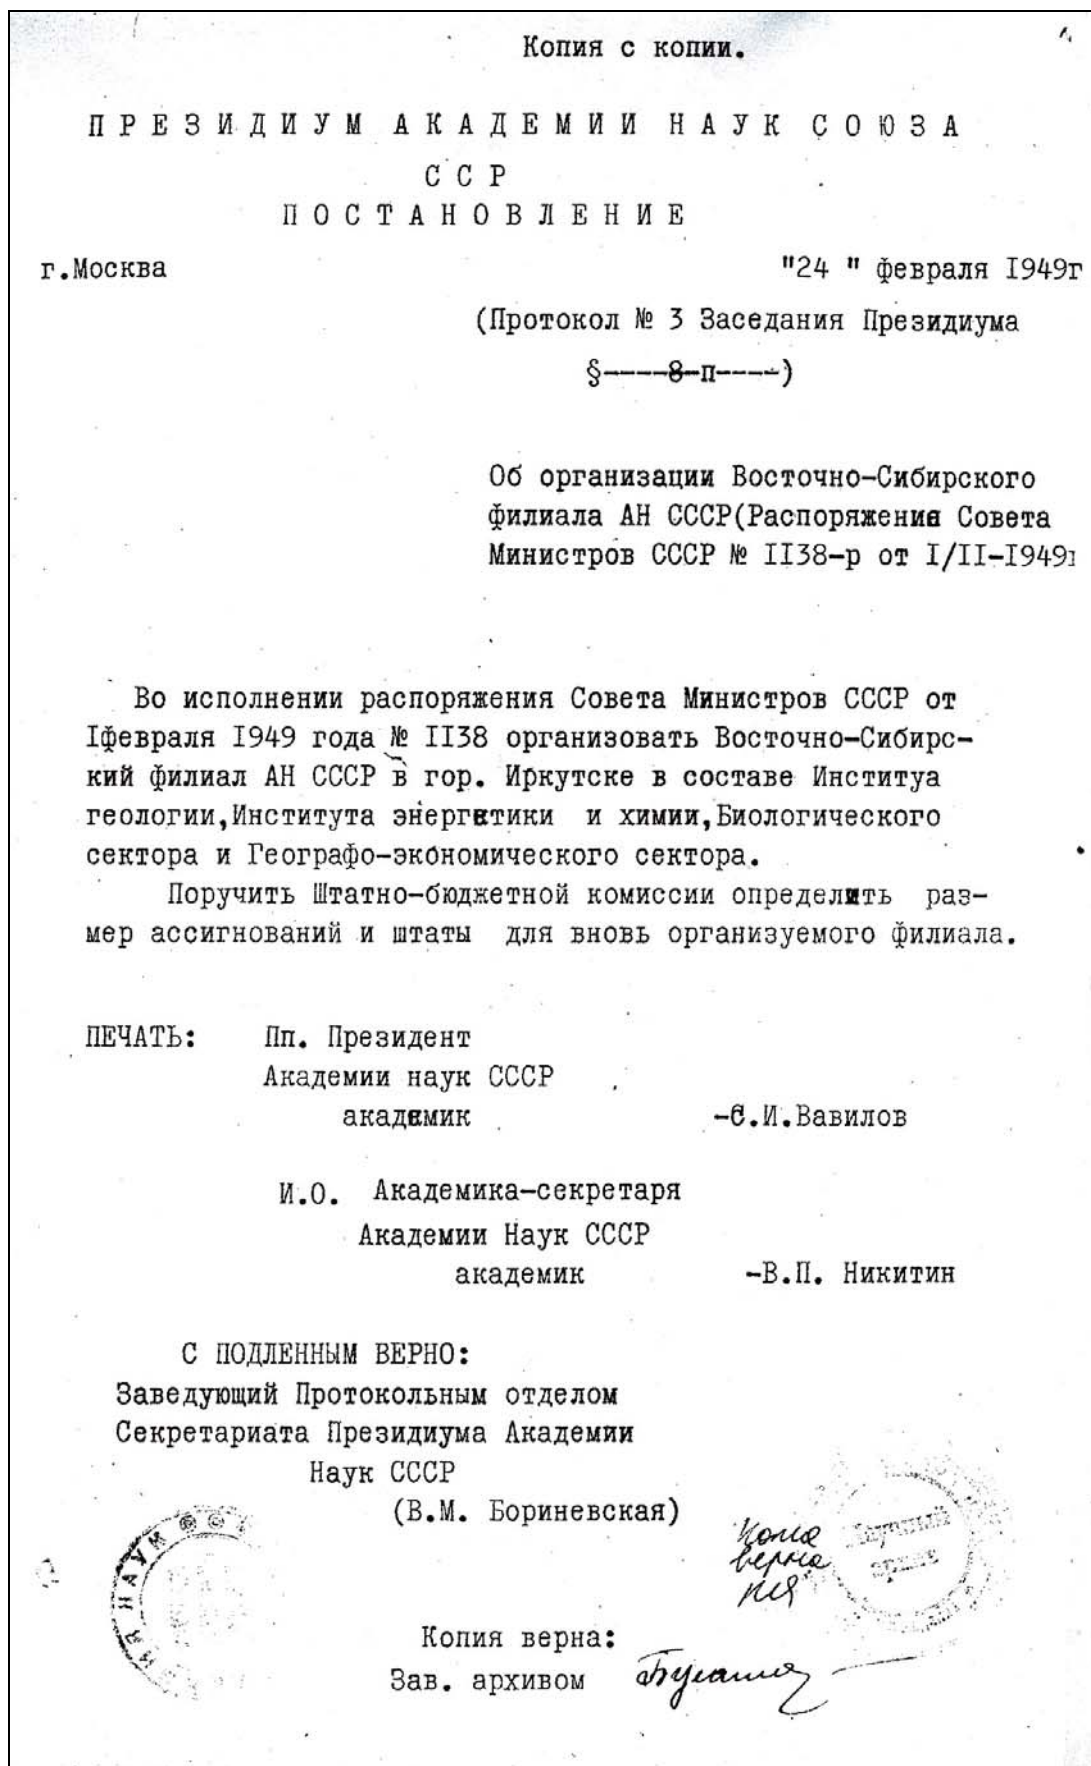 Копия с копии.
ПРЕЗИДИУМ АКАДЕМИИ НАУК СОЮЗА
ССР
ПОСТАНОВЛЕНИЕ
г.Москва "24 " февраля I949г
(Протокол № 3 Заседания Президиума
§----8-п----)
Об организации Восточно-Сибирского
филиала АН СССР(Распоряжение Совета
Министров СССР № II38-р от I/II-I949г
Во исполнении распоряжения Совета Министров СССР от
Iфевраля I949 года № II38 организовать Восточно-Сибирс-
кий филиал АН СССР в гор. Иркутске в составе Институа
геологии,Института энергетики и химии,Биологического
сектора и Географо-экономического сектора.
Поручить Штатно-бюджетной комиссии определить раз-
мер ассигнований и штаты для вновь организуемого филиала.
ПЕЧАТЬ: Пп. Президент
Академии наук СССР
академик -С.И.Вавилов
И.О. Академика-секретаря
Академии Наук СССР
академик -В.П. Никитин
С ПОДЛЕННЫМ ВЕРНО:
Заведующий Протокольным отделом
Секретариата Президиума Академии
Наук СССР
(В.М. Бориневская)
Копия
верна
Научный
архив
НАУК
Копия верна:
Зав. архивом